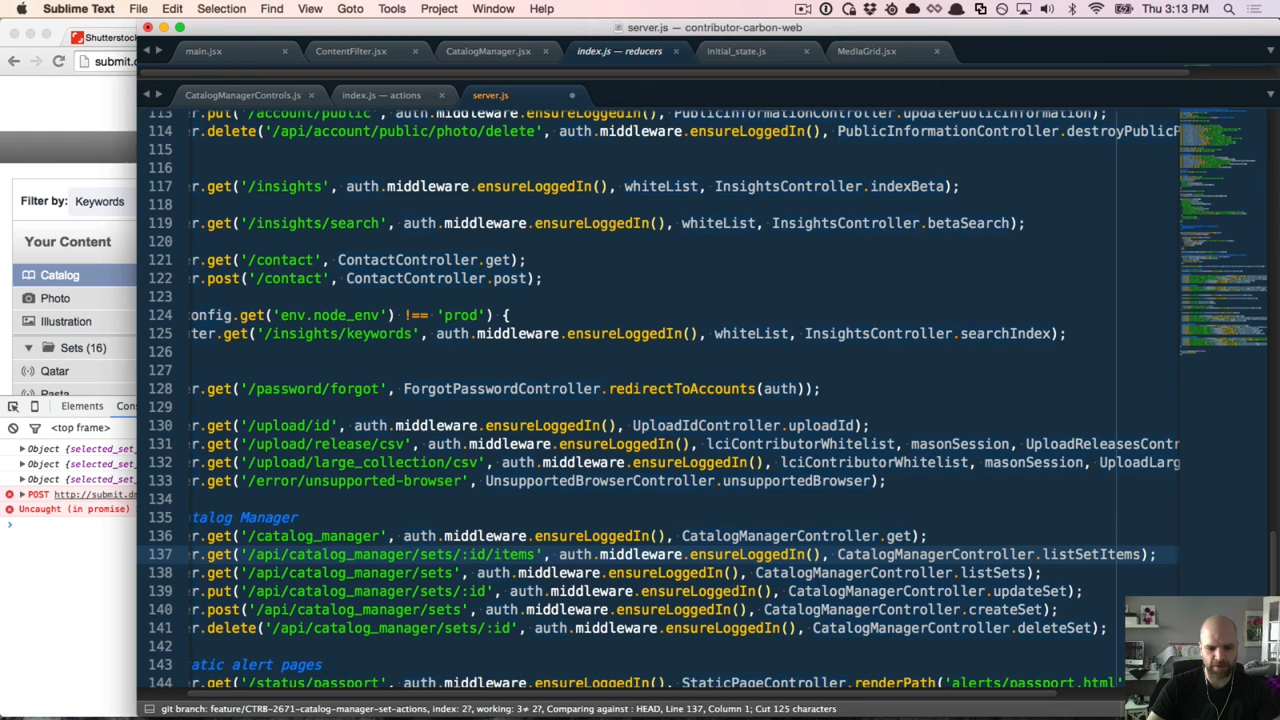 Sublime Text File Edit Selection Find View Goto Tools Project Window Help Thu 3:13 PM
server.js — contributor-carbon-web
Shutterstock
submit.d
main.jsx ContentFilter.jsx CatalogManager.jsx index.js — reducers initial_state.js MediaGrid.jsx
CatalogManagerControls.js index.js — actions server.js
113 r.put('/account/public', auth.middleware.ensureLoggedIn(), PublicInformationController.updatePublicInformation);
114 r.delete('/api/account/public/photo/delete', auth.middleware.ensureLoggedIn(), PublicInformationController.destroyPublicP
115
116
117 r.get('/insights', auth.middleware.ensureLoggedIn(), whiteList, InsightsController.indexBeta);
118
119 r.get('/insights/search', auth.middleware.ensureLoggedIn(), whiteList, InsightsController.betaSearch);
120
121 r.get('/contact', ContactController.get);
122 r.post('/contact', ContactController.post);
123
124 config.get('env.node_env') !== 'prod') {
125 ter.get('/insights/keywords', auth.middleware.ensureLoggedIn(), whiteList, InsightsController.searchIndex);
126
127
128 r.get('/password/forgot', ForgotPasswordController.redirectToAccounts(auth));
129
130 r.get('/upload/id', auth.middleware.ensureLoggedIn(), UploadIdController.uploadId);
131 r.get('/upload/release/csv', auth.middleware.ensureLoggedIn(), lciContributorWhitelist, masonSession, UploadReleasesContr
132 r.get('/upload/large_collection/csv', auth.middleware.ensureLoggedIn(), lciContributorWhitelist, masonSession, UploadLarg
133 r.get('/error/unsupported-browser', UnsupportedBrowserController.unsupportedBrowser);
134
135 atalog Manager
136 r.get('/catalog_manager', auth.middleware.ensureLoggedIn(), CatalogManagerController.get);
137 r.get('/api/catalog_manager/sets/:id/items', auth.middleware.ensureLoggedIn(), CatalogManagerController.listSetItems);
138 r.get('/api/catalog_manager/sets', auth.middleware.ensureLoggedIn(), CatalogManagerController.listSets);
139 r.put('/api/catalog_manager/sets/:id', auth.middleware.ensureLoggedIn(), CatalogManagerController.updateSet);
140 r.post('/api/catalog_manager/sets', auth.middleware.ensureLoggedIn(), CatalogManagerController.createSet);
141 r.delete('/api/catalog_manager/sets/:id', auth.middleware.ensureLoggedIn(), CatalogManagerController.deleteSet);
142
143 atic alert pages
144 r.get('/status/passport', auth.middleware.ensureLoggedIn(), StaticPageController.renderPath('alerts/passport.html'
Filter by: Keywords
Your Content
Catalog
Photo
Illustration
Sets (16)
Qatar
Pasta
Elements Cons
<top frame>
Object {selected_set_
Object {selected_set_
Object {selected_set_
POST http://submit.dm
Uncaught (in promise)
git branch: feature/CTRB-2671-catalog-manager-set-actions, index: 2?, working: 3≠ 2?, Comparing against : HEAD, Line 137, Column 1; Cut 125 characters